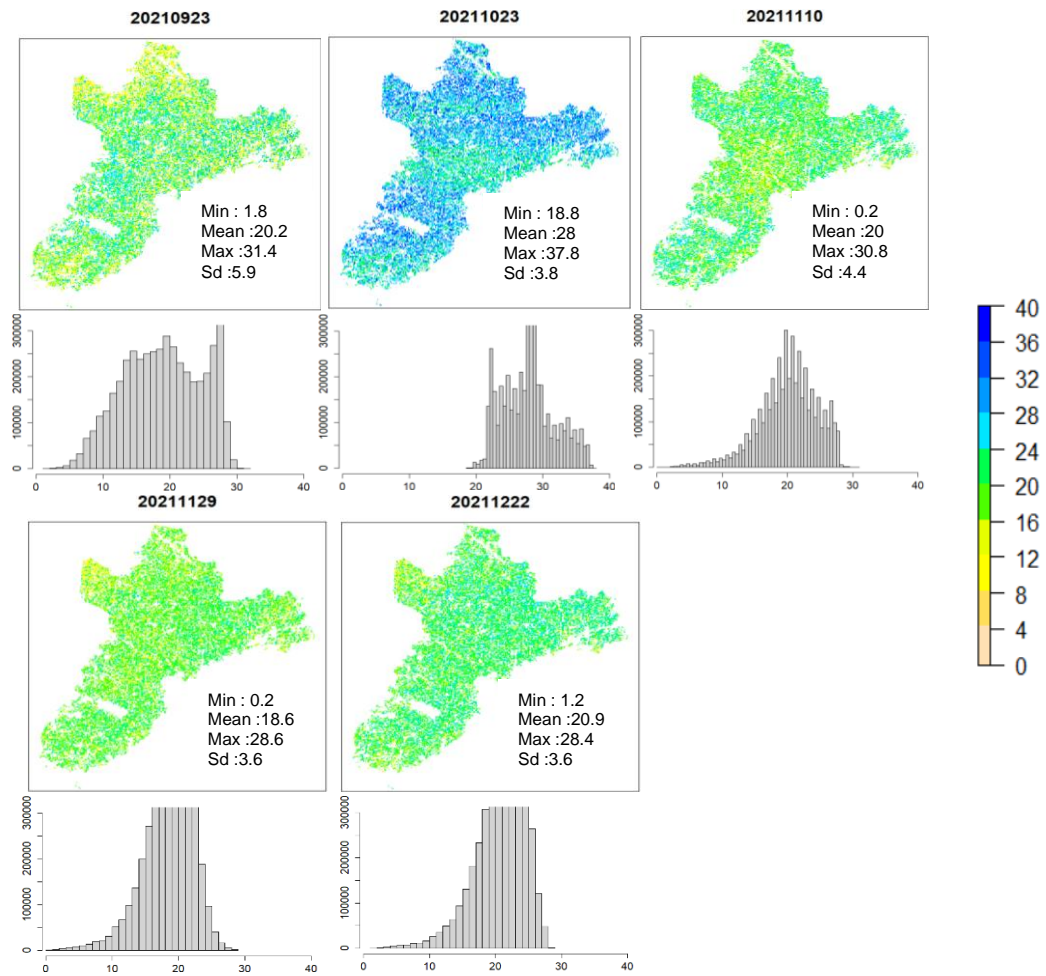 20210923
20211023
20211110
Min : 1.8
Mean :20.2
Max :31.4
Sd :5.9
Min : 18.8
Mean :28
Max :37.8
Sd :3.8
Min : 0.2
Mean :20
Max :30.8
Sd :4.4
300000
200000
100000
0
0 10 20 30 40
300000
200000
100000
0
0 10 20 30 40
300000
200000
100000
0
0 10 20 30 40
40
36
32
28
24
20
16
12
8
4
0
20211129
20211222
Min : 0.2
Mean :18.6
Max :28.6
Sd :3.6
Min : 1.2
Mean :20.9
Max :28.4
Sd :3.6
300000
200000
100000
0
0 10 20 30 40
300000
200000
100000
0
0 10 20 30 40